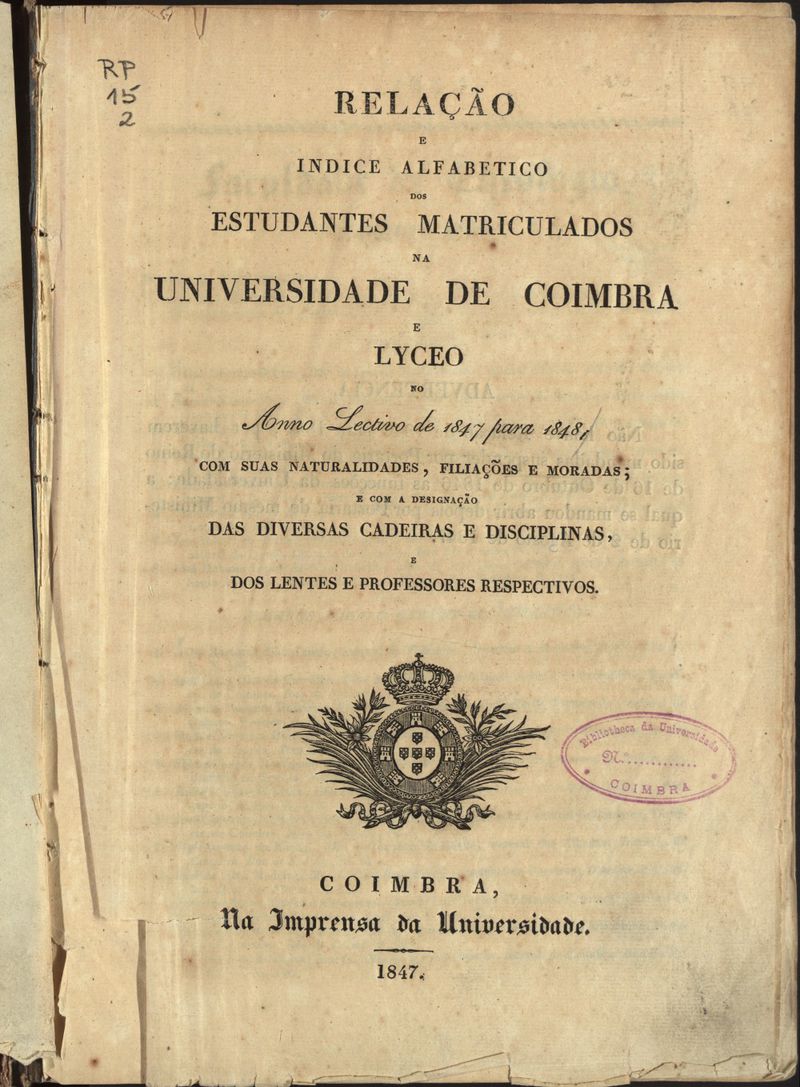 RP
15
2
RELAÇÃO
E
INDICE ALFABETICO
DOS
ESTUDANTES MATRICULADOS
NA
UNIVERSIDADE DE COIMBRA
E
LYCEO
NO
Anno Lectivo de 1847 para 1848,
COM SUAS NATURALIDADES, FILIAÇÕES E MORADAS;
E COM A DESIGNAÇÃO
DAS DIVERSAS CADEIRAS E DISCIPLINAS,
E
DOS LENTES E PROFESSORES RESPECTIVOS.
Bibliotheca da Universidade
N.º.............
COIMBRA
COIMBRA,
Na Imprensa da Universidade.
1847.